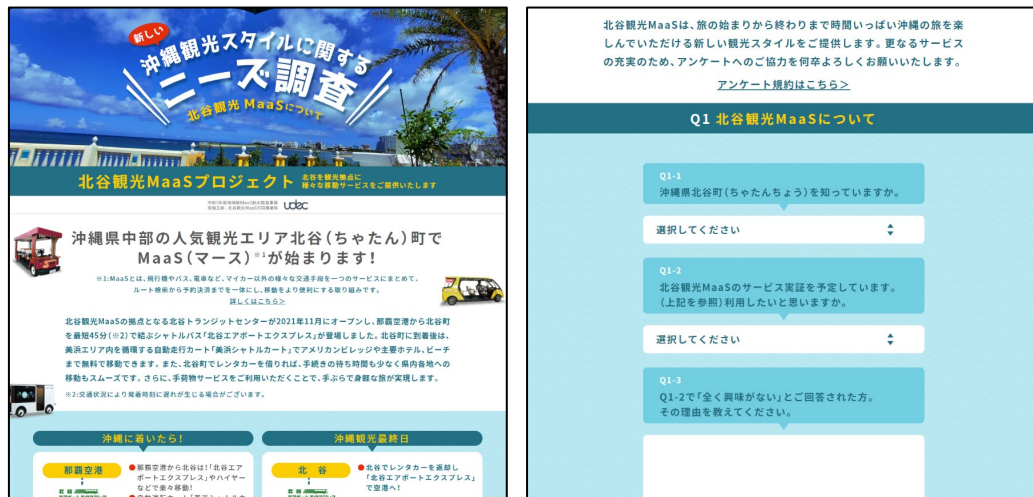 新しい
沖縄観光スタイルに関する
ニーズ調査
北谷観光MaaSについて
北谷観光MaaSプロジェクト
北谷を観光拠点に
様々な移動サービスをご提供いたします
udec
沖縄県中部の人気観光エリア北谷(ちゃたん)町で
MaaS(マース)※1が始まります!
※1:MaaSとは、飛行機やバス、電車など、マイカー以外の様々な交通手段を一つのサービスにまとめて、
ルート検索から予約決済までを一体にし、移動をより便利にする取り組みです。
詳しくはこちら>
北谷観光MaaSの拠点となる北谷トランジットセンターが2021年11月にオープンし、那覇空港から北谷町
を最短45分(※2)で結ぶシャトルバス「北谷エアポートエクスプレス」が登場しました。北谷町に到着後は、
美浜エリア内を循環する自動走行カート「美浜シャトルカート」でアメリカンビレッジや主要ホテル、ビーチ
まで無料で移動できます。また、北谷町でレンタカーを借りれば、手続きの待ち時間も少なく県内各地への
移動もスムーズです。さらに、手荷物サービスをご利用いただくことで、手ぶらで身軽な旅が実現します。
※2:交通状況により発着時刻に遅れが生じる場合がございます。
沖縄に着いたら!
那覇空港
●那覇空港から北谷は!「北谷エア
ポートエクスプレス」やハイヤー
などで楽々移動!
沖縄観光最終日
北 谷
●北谷でレンタカーを返却し
「北谷エアポートエクスプレス」
で空港へ!
北谷観光MaaSは、旅の始まりから終わりまで時間いっぱい沖縄の旅を楽
しんでいただける新しい観光スタイルをご提供します。更なるサービス
の充実のため、アンケートへのご協力を何卒よろしくお願いいたします。
アンケート規約はこちら>
Q1 北谷観光MaaSについて
Q1-1
沖縄県北谷町(ちゃたんちょう)を知っていますか。
選択してください
Q1-2
北谷観光MaaSのサービス実証を予定しています。
(上記を参照)利用したいと思いますか。
選択してください
Q1-3
Q1-2で「全く興味がない」とご回答された方。
その理由を教えてください。